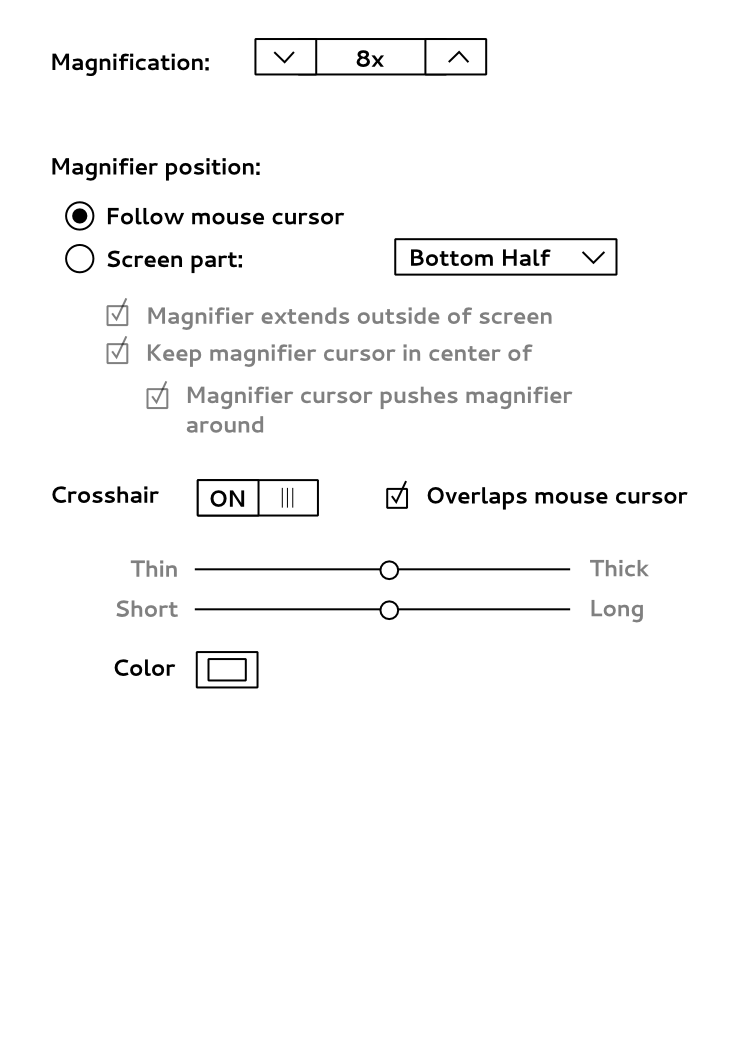 Magnification: 8x
Magnifier position:
Follow mouse cursor
Screen part: Bottom Half
Magnifier extends outside of screen
Keep magnifier cursor in center of
Magnifier cursor pushes magnifier
around
Crosshair ON Overlaps mouse cursor
Thin Thick
Short Long
Color